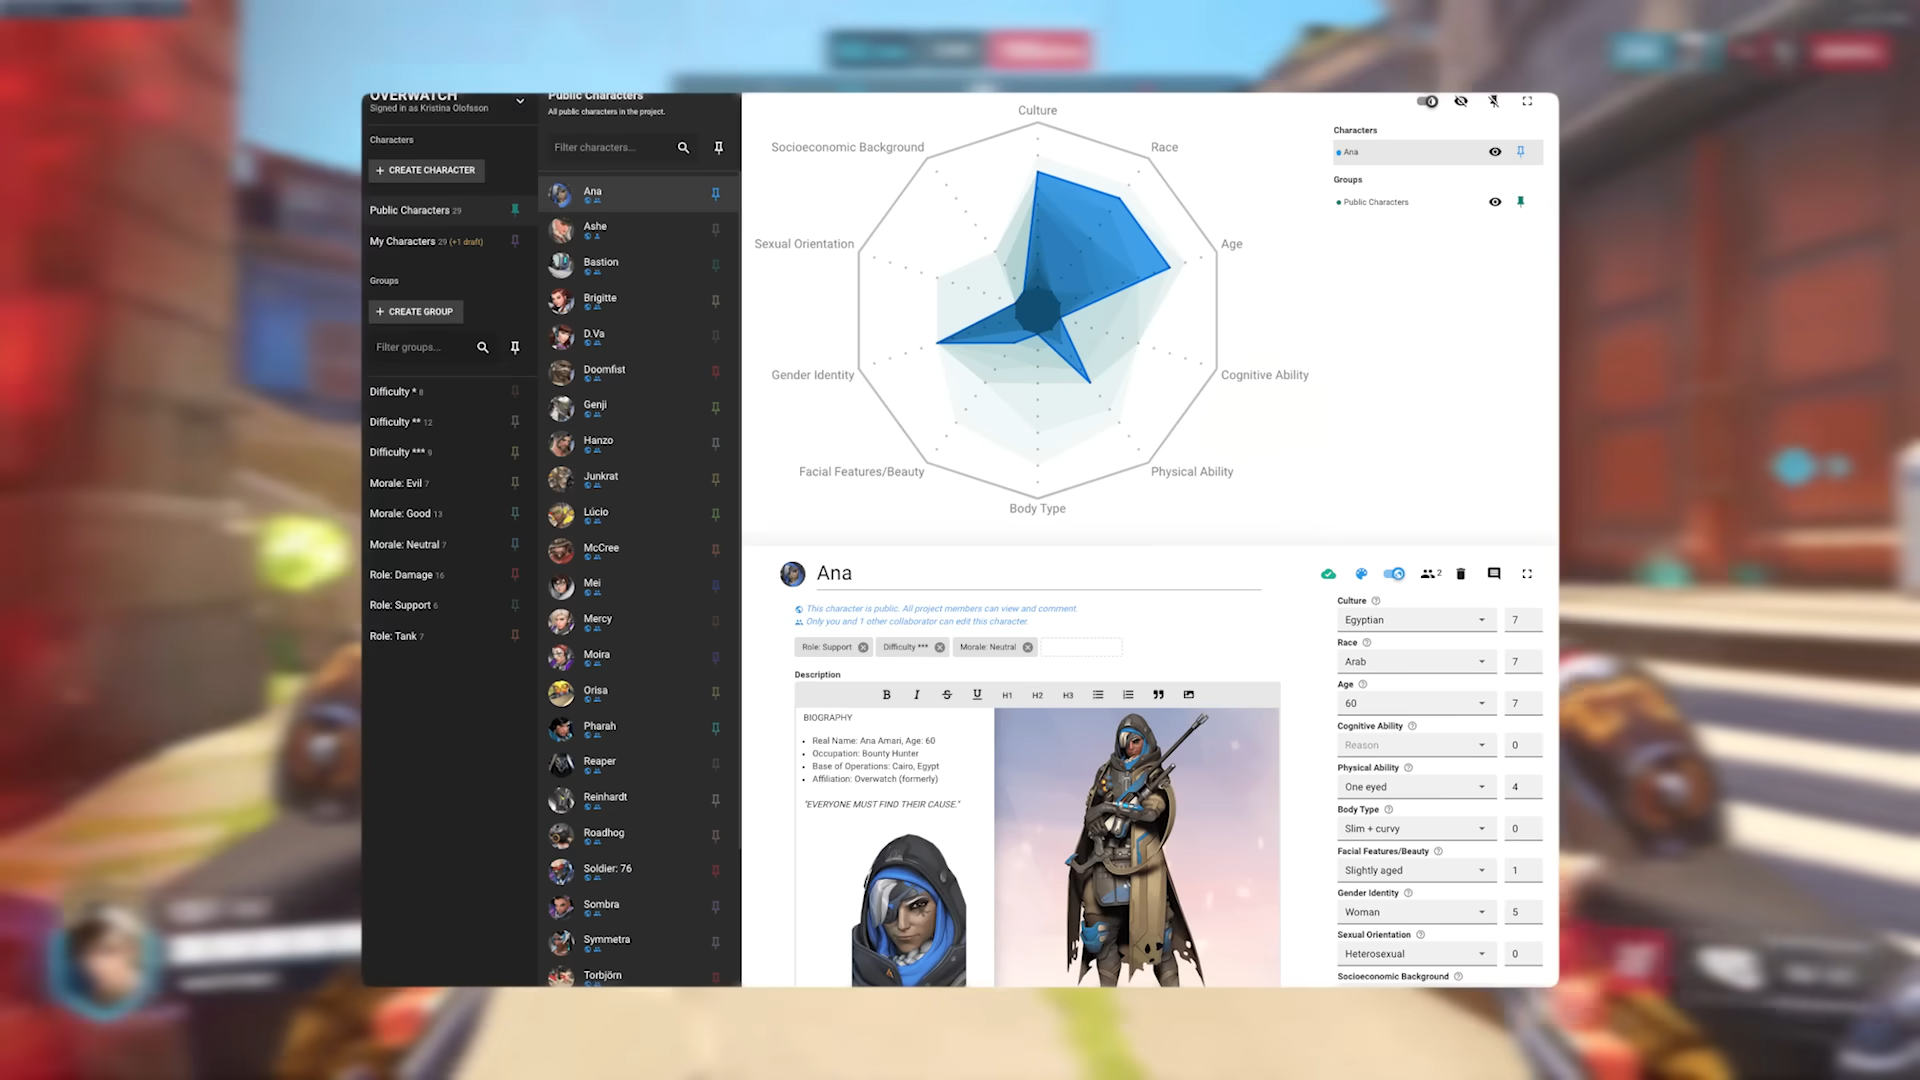 OVERWATCH
Signed in as Kristina Olofsson
Characters
+ CREATE CHARACTER
Public Characters 29
My Characters 29 (+1 draft)
Groups
+ CREATE GROUP
Filter groups...
Difficulty * 8
Difficulty ** 12
Difficulty *** 9
Morale: Evil 7
Morale: Good 13
Morale: Neutral 7
Role: Damage 16
Role: Support 6
Role: Tank 7
Public Characters
All public characters in the project.
Filter characters...
Ana
Ashe
Bastion
Brigitte
D.Va
Doomfist
Genji
Hanzo
Junkrat
Lúcio
McCree
Mei
Mercy
Moira
Orisa
Pharah
Reaper
Reinhardt
Roadhog
Soldier: 76
Sombra
Symmetra
Torbjörn
Culture
Race
Age
Cognitive Ability
Physical Ability
Body Type
Facial Features/Beauty
Gender Identity
Sexual Orientation
Socioeconomic Background
Characters
Ana
Groups
Public Characters
Ana
2
This character is public. All project members can view and comment.
Only you and 1 other collaborator can edit this character.
Role: Support
Difficulty ***
Morale: Neutral
Description
B I S U H1 H2 H3
BIOGRAPHY
• Real Name: Ana Amari, Age: 60
• Occupation: Bounty Hunter
• Base of Operations: Cairo, Egypt
• Affiliation: Overwatch (formerly)
"EVERYONE MUST FIND THEIR CAUSE."
Culture
Egyptian 7
Race
Arab 7
Age
60 7
Cognitive Ability
Reason 0
Physical Ability
One eyed 4
Body Type
Slim + curvy 0
Facial Features/Beauty
Slightly aged 1
Gender Identity
Woman 5
Sexual Orientation
Heterosexual 0
Socioeconomic Background